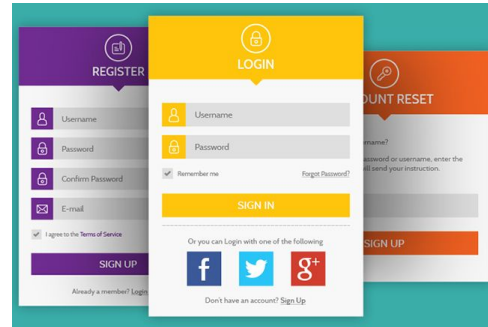 REGISTER
Username
Password
Confirm Password
E-mail
I agree to the Terms of Service
SIGN UP
Already a member? Login
LOGIN
Username
Password
Remember me
Forgot Password?
SIGN IN
Or you can Login with one of the following
f
g+
Don't have an account? Sign Up
OUNT RESET
name?
assword or username, enter the
ill send your instruction.
SIGN UP